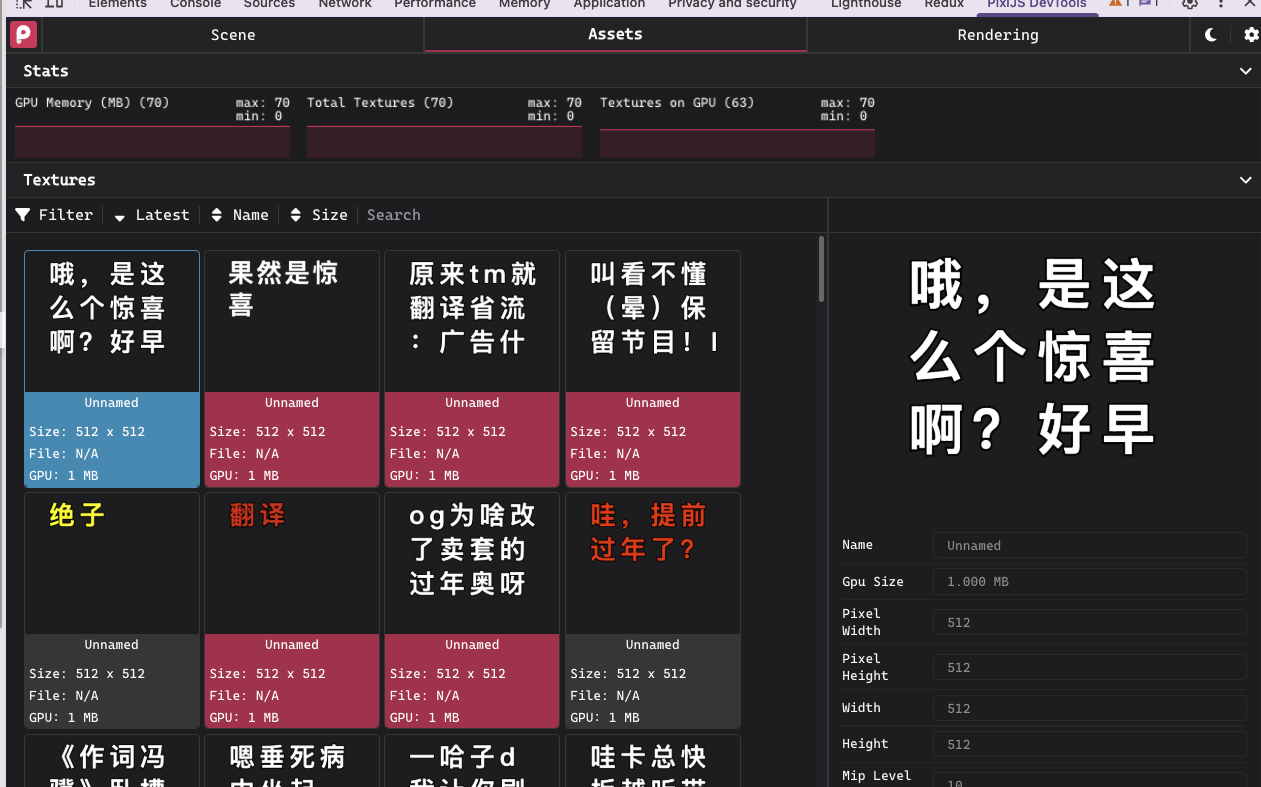 Elements Console Sources Network Performance Memory Application Privacy and security Lighthouse Redux PixiJS DevTools 1 1
Scene Assets Rendering
Stats
GPU Memory (MB) (70) max: 70 min: 0
Total Textures (70) max: 70 min: 0
Textures on GPU (63) max: 70 min: 0
Textures
Filter Latest Name Size Search
哦，是这
么个惊喜
啊？好早
Unnamed
Size: 512 x 512
File: N/A
GPU: 1 MB
果然是惊
喜
Unnamed
Size: 512 x 512
File: N/A
GPU: 1 MB
原来tm就
翻译省流
：广告什
Unnamed
Size: 512 x 512
File: N/A
GPU: 1 MB
叫看不懂
（晕）保
留节目！I
Unnamed
Size: 512 x 512
File: N/A
GPU: 1 MB
绝子
Unnamed
Size: 512 x 512
File: N/A
GPU: 1 MB
翻译
Unnamed
Size: 512 x 512
File: N/A
GPU: 1 MB
og为啥改
了卖套的
过年奥呀
Unnamed
Size: 512 x 512
File: N/A
GPU: 1 MB
哇，提前
过年了？
Unnamed
Size: 512 x 512
File: N/A
GPU: 1 MB
《作词冯
嗯垂死病
一哈子d
哇卡总快
哦，是这
么个惊喜
啊？好早
Name Unnamed
Gpu Size 1.000 MB
Pixel Width 512
Pixel Height 512
Width 512
Height 512
Mip Level 10